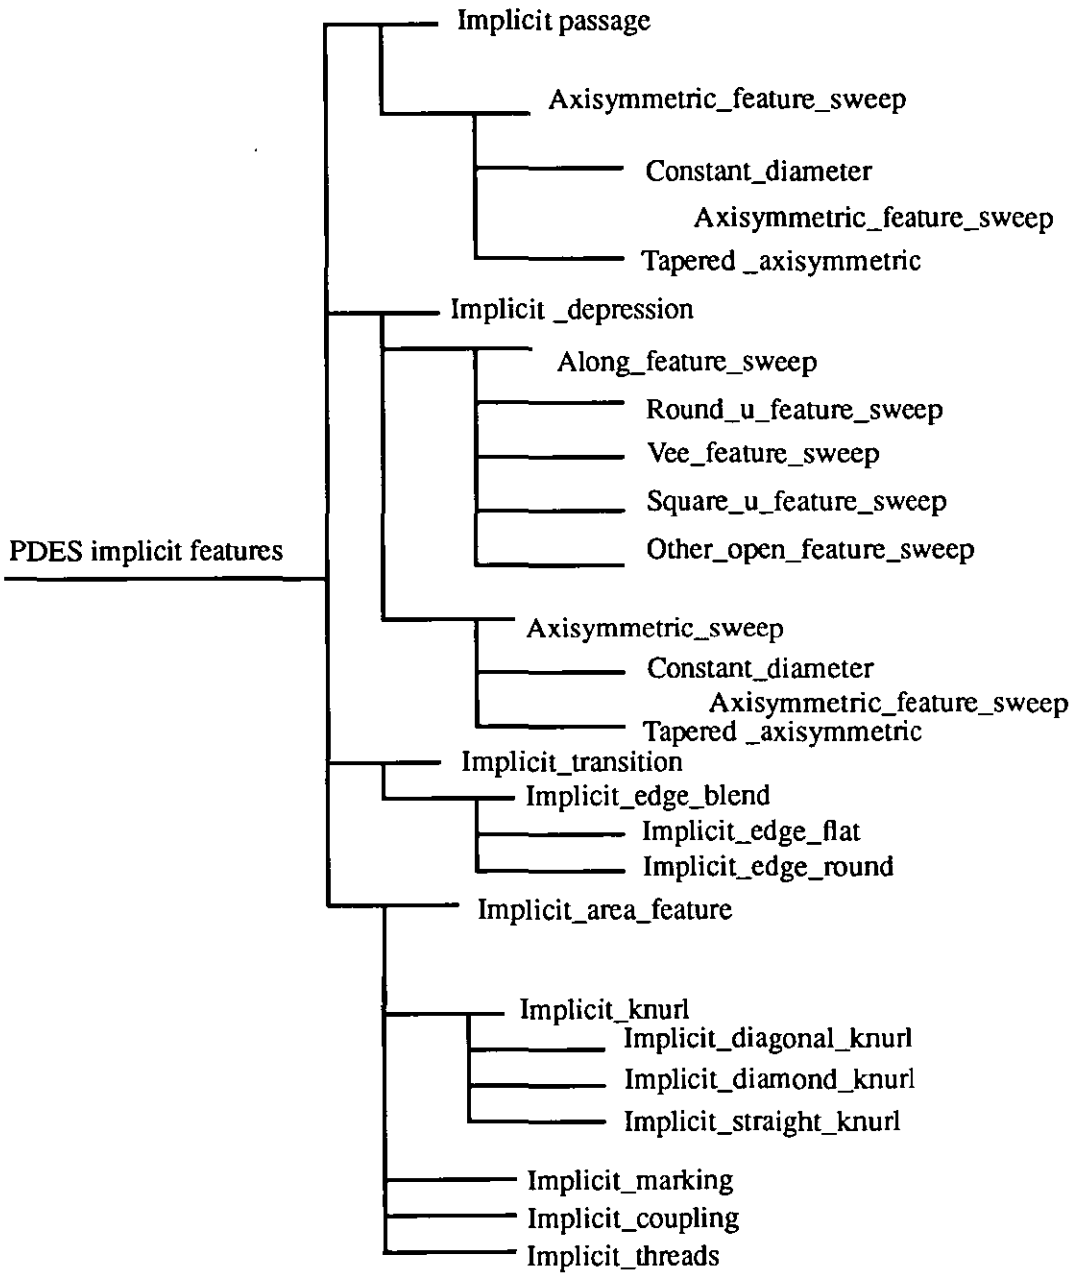 Implicit passage
Axisymmetric_feature_sweep
Constant_diameter
Axisymmetric_feature_sweep
Tapered _axisymmetric
Implicit _depression
Along_feature_sweep
Round_u_feature_sweep
Vee_feature_sweep
Square_u_feature_sweep
PDES implicit features
Other_open_feature_sweep
Axisymmetric_sweep
Constant_diameter
Axisymmetric_feature_sweep
Tapered _axisymmetric
Implicit_transition
Implicit_edge_blend
Implicit_edge_flat
Implicit_edge_round
Implicit_area_feature
Implicit_knurl
Implicit_diagonal_knurl
Implicit_diamond_knurl
Implicit_straight_knurl
Implicit_marking
Implicit_coupling
Implicit_threads